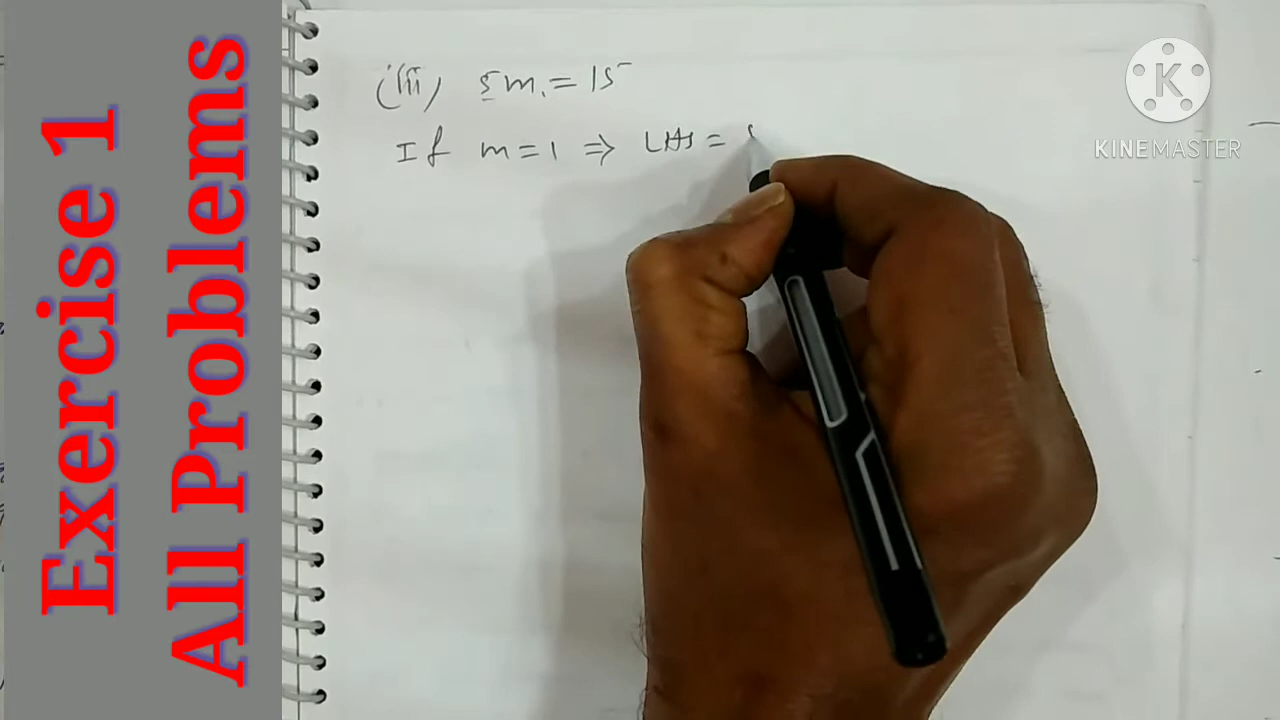 Exercise 1
All Problems
(iii) 5m = 15
If m = 1 ⇒ LHS =
KINEMASTER